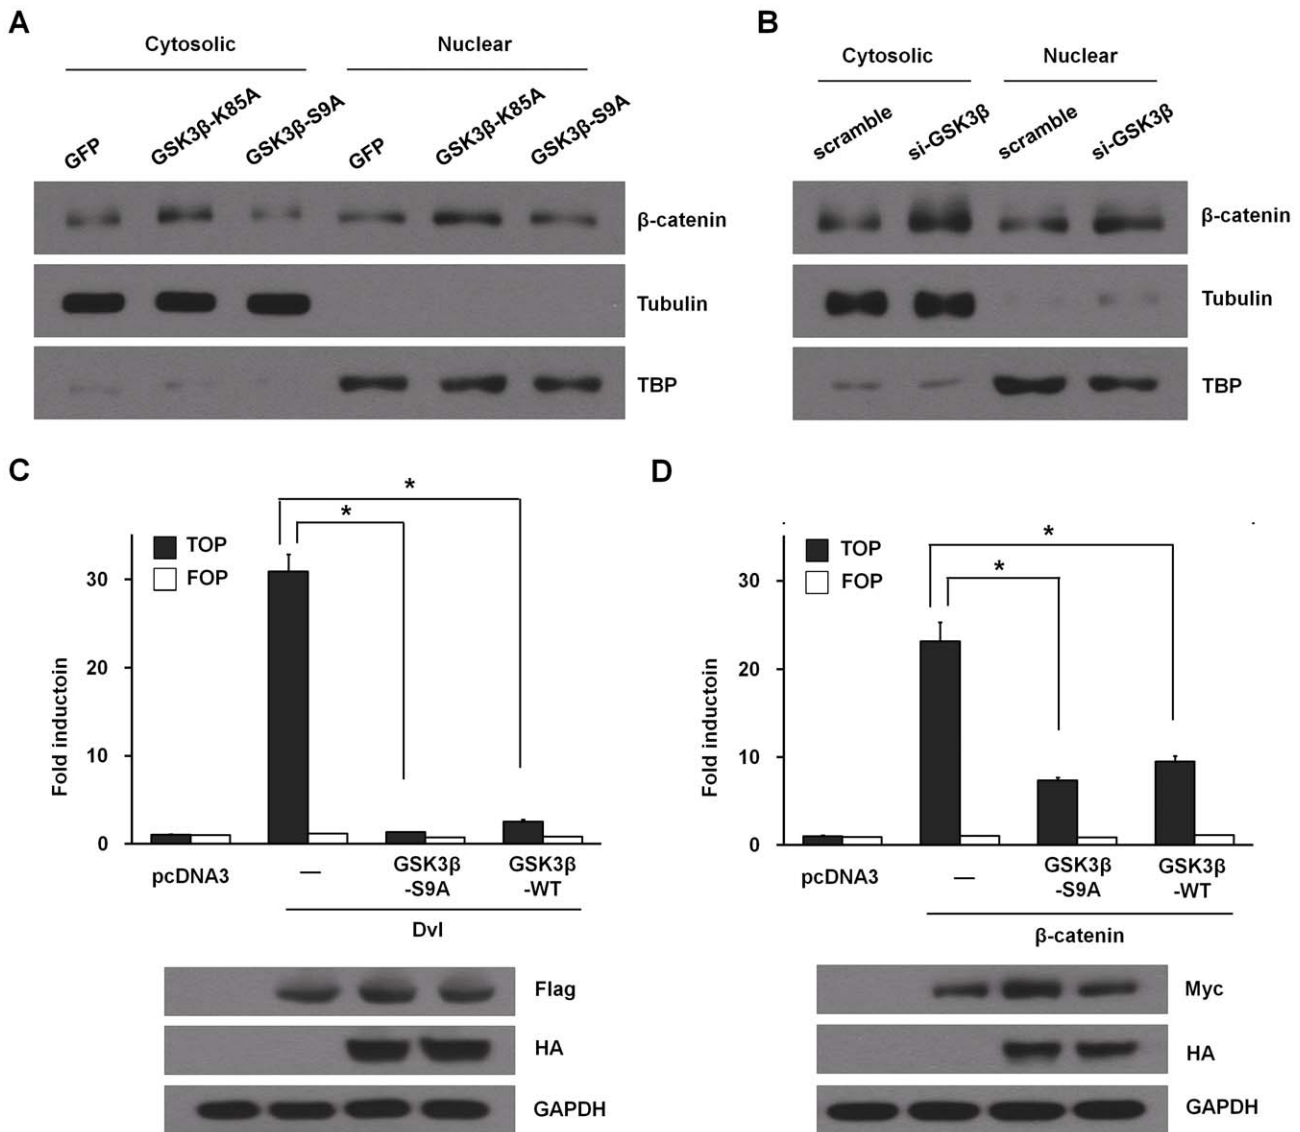 A
Cytosolic
Nuclear
GFP
GSK3β-K85A
GSK3β-S9A
GFP
GSK3β-K85A
GSK3β-S9A
β-catenin
Tubulin
TBP
B
Cytosolic
Nuclear
scramble
si-GSK3β
scramble
si-GSK3β
β-catenin
Tubulin
TBP
C
*
*
TOP
FOP
Fold inductoin
30
20
10
0
pcDNA3
—
GSK3β
-S9A
GSK3β
-WT
Dvl
Flag
HA
GAPDH
D
*
*
TOP
FOP
Fold inductoin
30
20
10
0
pcDNA3
—
GSK3β
-S9A
GSK3β
-WT
β-catenin
Myc
HA
GAPDH